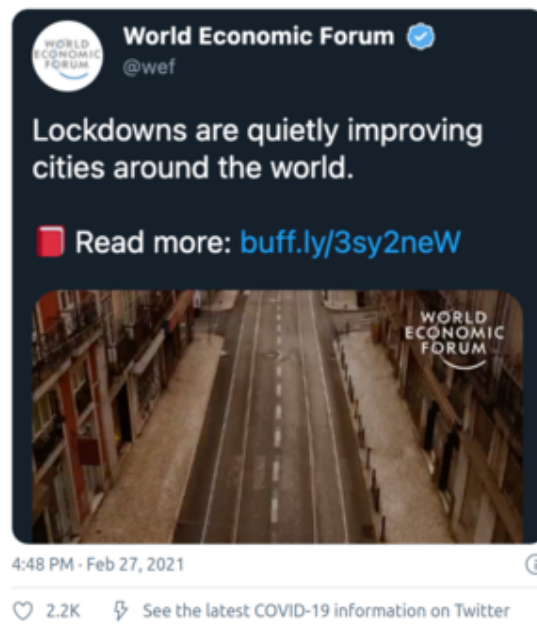 WORLD
ECONOMIC
FORUM
World Economic Forum
@wef
Lockdowns are quietly improving
cities around the world.
Read more: buff.ly/3sy2neW
WORLD
ECONOMIC
FORUM
4:48 PM · Feb 27, 2021
2.2K See the latest COVID-19 information on Twitter